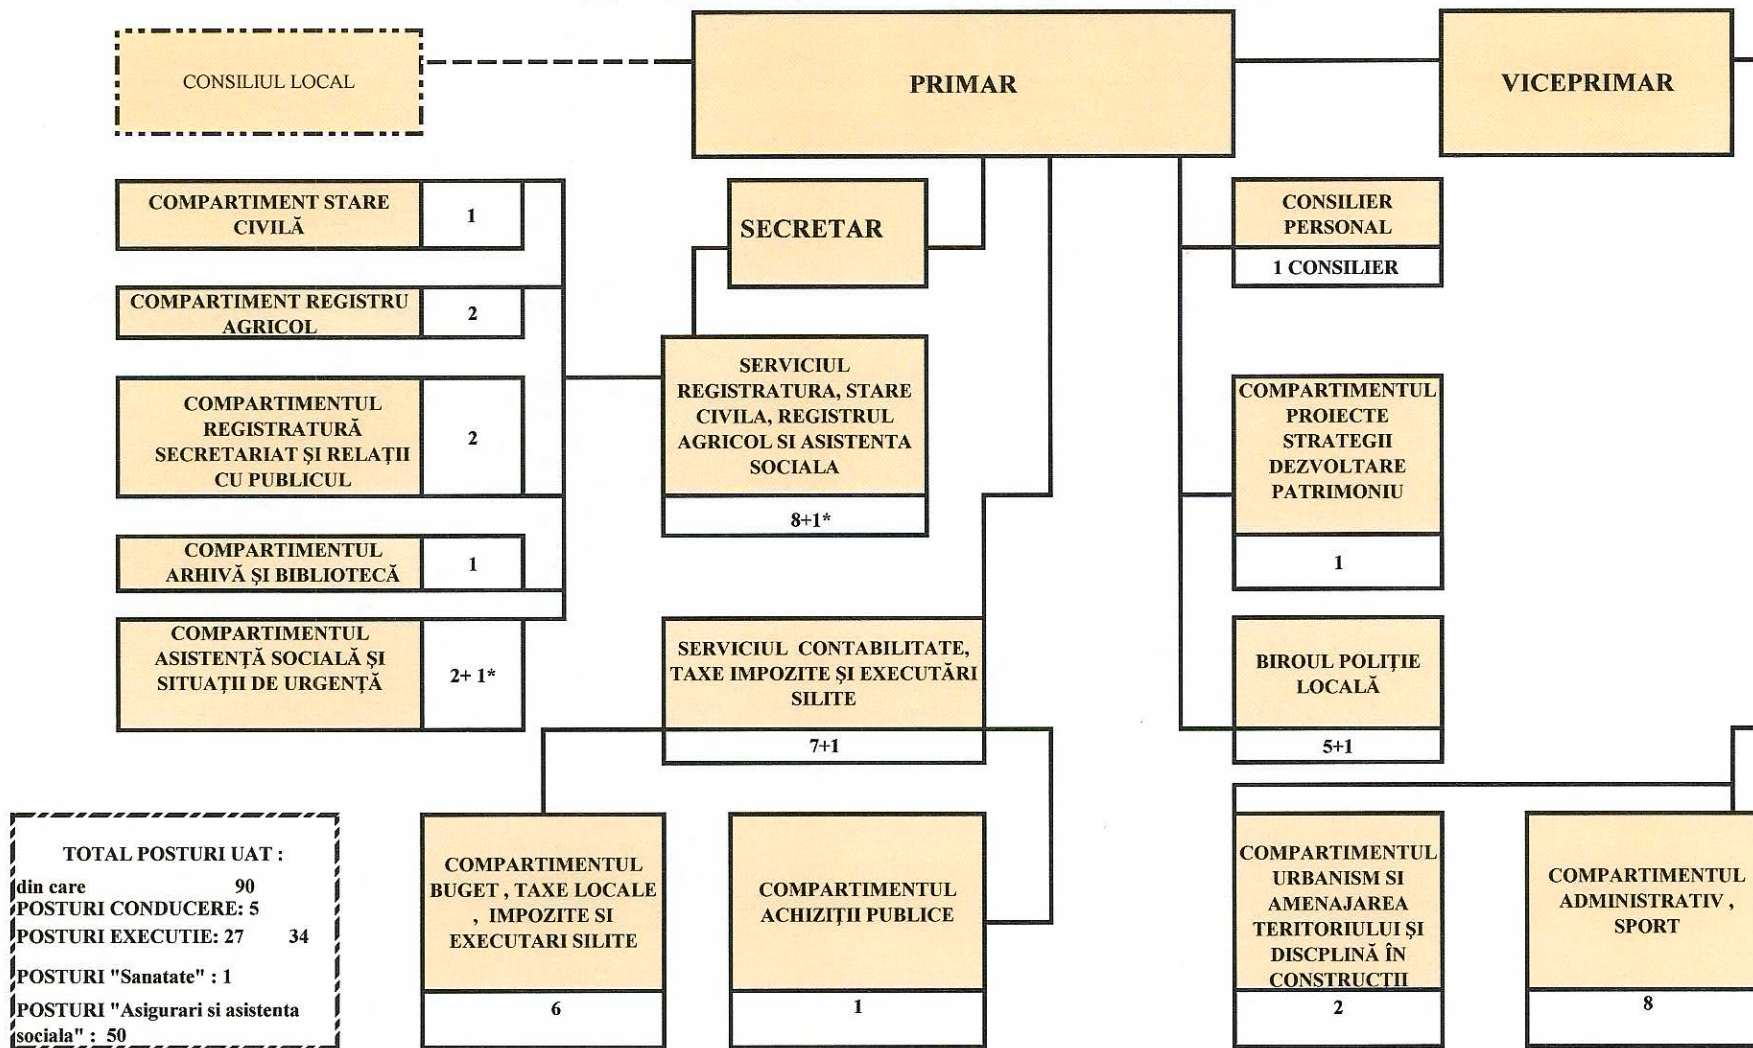 CONSILIUL LOCAL
PRIMAR
VICEPRIMAR
COMPARTIMENT STARE
CIVILĂ
1
SECRETAR
CONSILIER
PERSONAL
1 CONSILIER
COMPARTIMENT REGISTRU
AGRICOL
2
COMPARTIMENTUL
REGISTRATURĂ
SECRETARIAT ŞI RELAŢII
CU PUBLICUL
2
SERVICIUL
REGISTRATURA, STARE
CIVILA, REGISTRUL
AGRICOL SI ASISTENTA
SOCIALA
8+1*
COMPARTIMENTUL
PROIECTE
STRATEGII
DEZVOLTARE
PATRIMONIU
1
COMPARTIMENTUL
ARHIVĂ ŞI BIBLIOTECĂ
1
COMPARTIMENTUL
ASISTENŢĂ SOCIALĂ ŞI
SITUAŢII DE URGENŢĂ
2+ 1*
SERVICIUL CONTABILITATE,
TAXE IMPOZITE ŞI EXECUTĂRI
SILITE
7+1
BIROUL POLIŢIE
LOCALĂ
5+1
TOTAL POSTURI UAT :
din care 90
POSTURI CONDUCERE: 5
POSTURI EXECUTIE: 27 34
POSTURI "Sanatate" : 1
POSTURI "Asigurari si asistenta
sociala" : 50
COMPARTIMENTUL
BUGET , TAXE LOCALE
, IMPOZITE SI
EXECUTARI SILITE
6
COMPARTIMENTUL
ACHIZIŢII PUBLICE
1
COMPARTIMENTUL
URBANISM SI
AMENAJAREA
TERITORIULUI ŞI
DISCPLINĂ ÎN
CONSTRUCTII
2
COMPARTIMENTUL
ADMINISTRATIV ,
SPORT
8